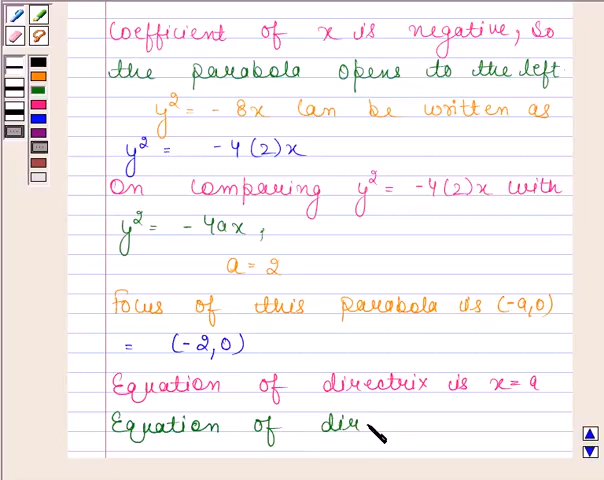 Coefficient of x is negative, so
the parabola opens to the left.
y² = - 8x can be written as
y² = - 4(2)x
On comparing y² = -4(2)x with
y² = - 4ax,
a = 2
Focus of this parabola is (-a,0)
= (-2,0)
Equation of directrix is x = a
Equation of dir